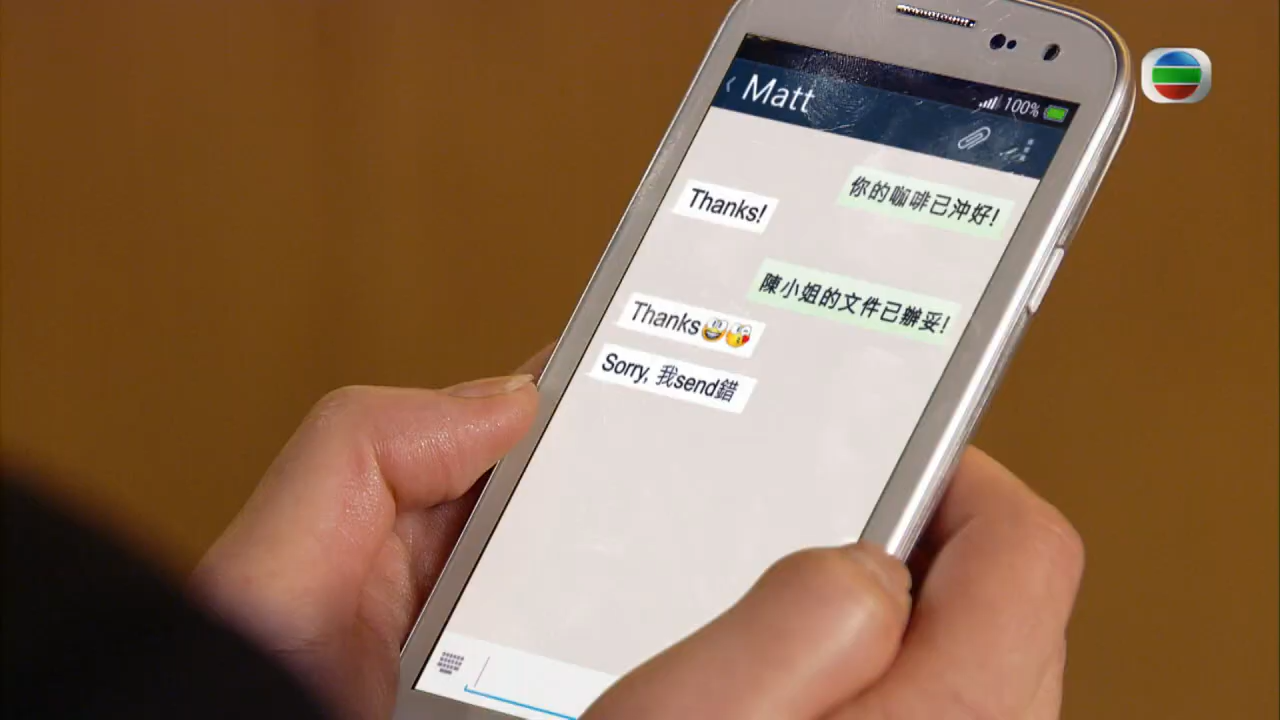 Matt
100%
你的咖啡已沖好!
Thanks!
陳小姐的文件已辦妥!
Thanks😄😘
Sorry, 我send錯